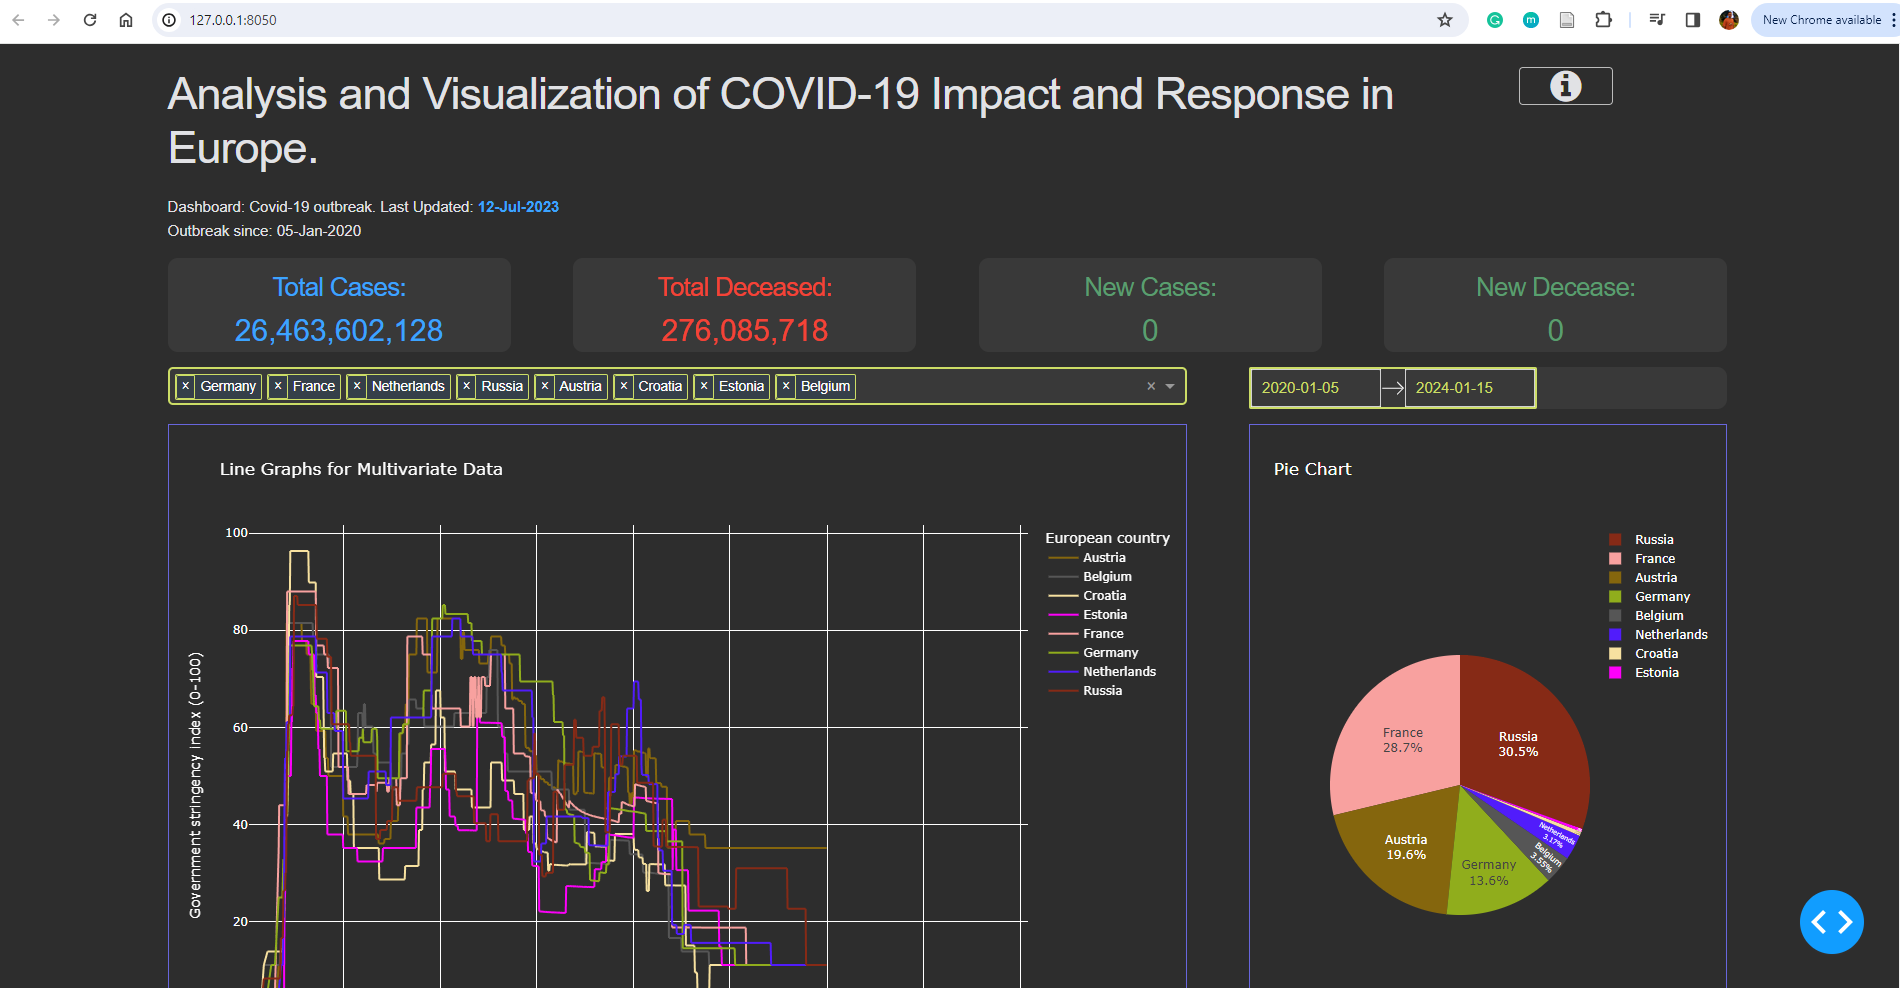 127.0.0.1:8050
New Chrome available
Analysis and Visualization of COVID-19 Impact and Response in
Europe.
Dashboard: Covid-19 outbreak. Last Updated: 12-Jul-2023
Outbreak since: 05-Jan-2020
Total Cases:
26,463,602,128
Total Deceased:
276,085,718
New Cases:
0
New Decease:
0
× Germany × France × Netherlands × Russia × Austria × Croatia × Estonia × Belgium
2020-01-05 → 2024-01-15
Line Graphs for Multivariate Data
100
80
60
40
20
Government stringency Index (0-100)
European country
Austria
Belgium
Croatia
Estonia
France
Germany
Netherlands
Russia
Pie Chart
Russia
France
Austria
Germany
Belgium
Netherlands
Croatia
Estonia
France
28.7%
Russia
30.5%
Austria
19.6%
Germany
13.6%
Netherlands
3.17%
Belgium
3.55%